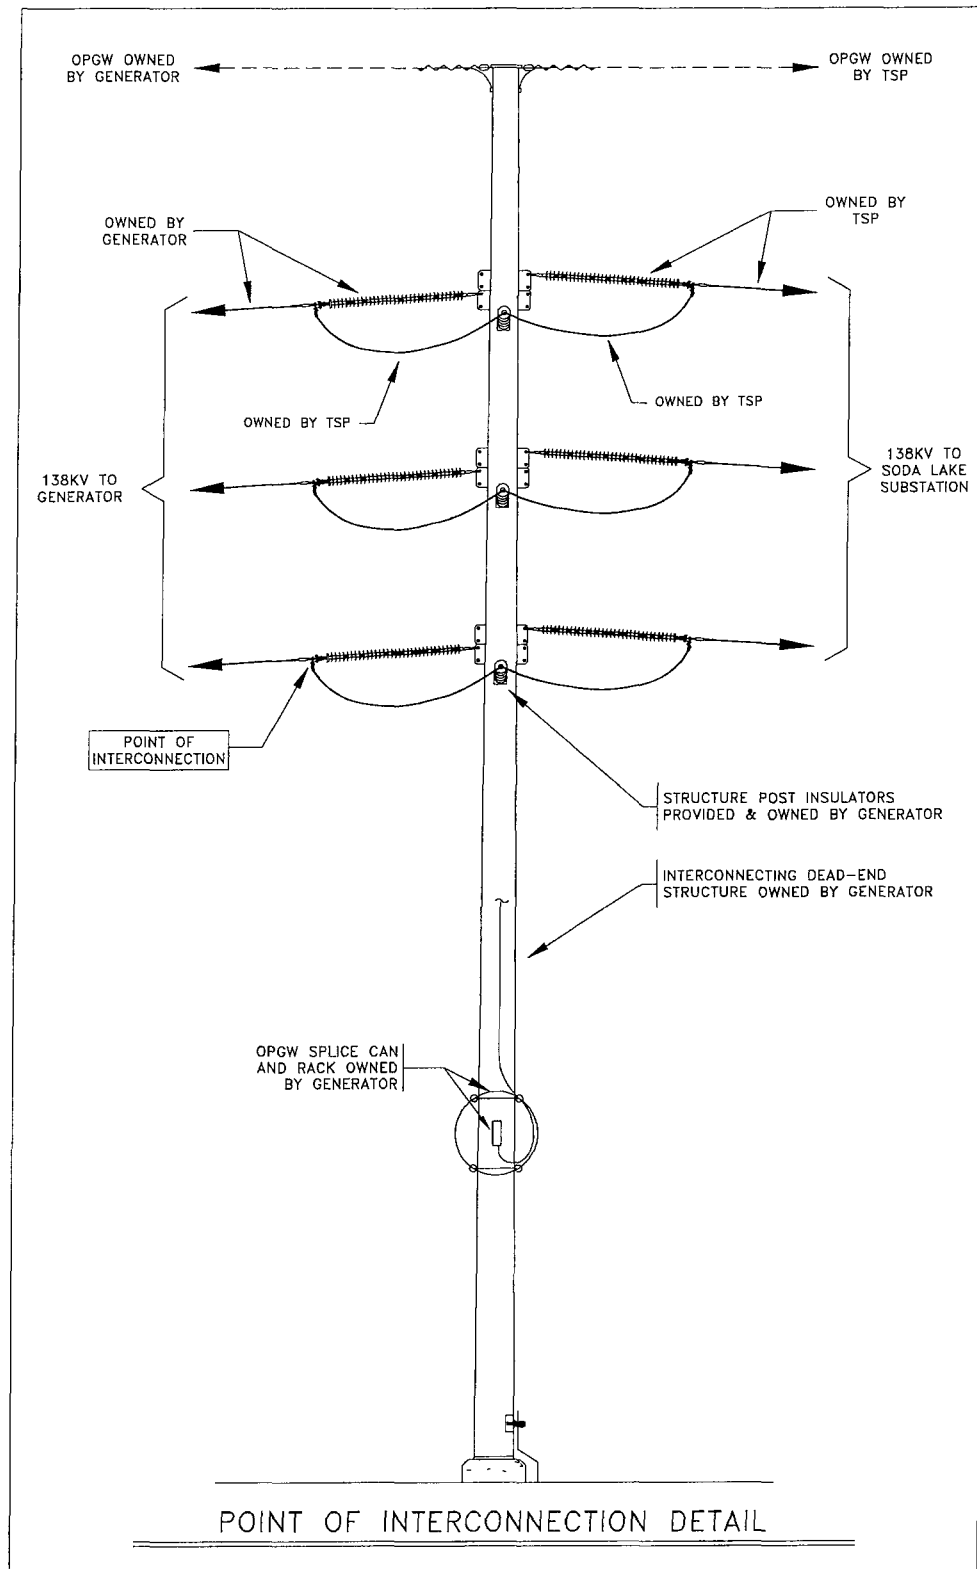 OPGW OWNED
BY GENERATOR
OPGW OWNED
BY TSP
OWNED BY
GENERATOR
OWNED BY
TSP
OWNED BY TSP
OWNED BY TSP
138KV TO
GENERATOR
138KV TO
SODA LAKE
SUBSTATION
POINT OF
INTERCONNECTION
STRUCTURE POST INSULATORS
PROVIDED & OWNED BY GENERATOR
INTERCONNECTING DEAD-END
STRUCTURE OWNED BY GENERATOR
OPGW SPLICE CAN
AND RACK OWNED
BY GENERATOR
POINT OF INTERCONNECTION DETAIL